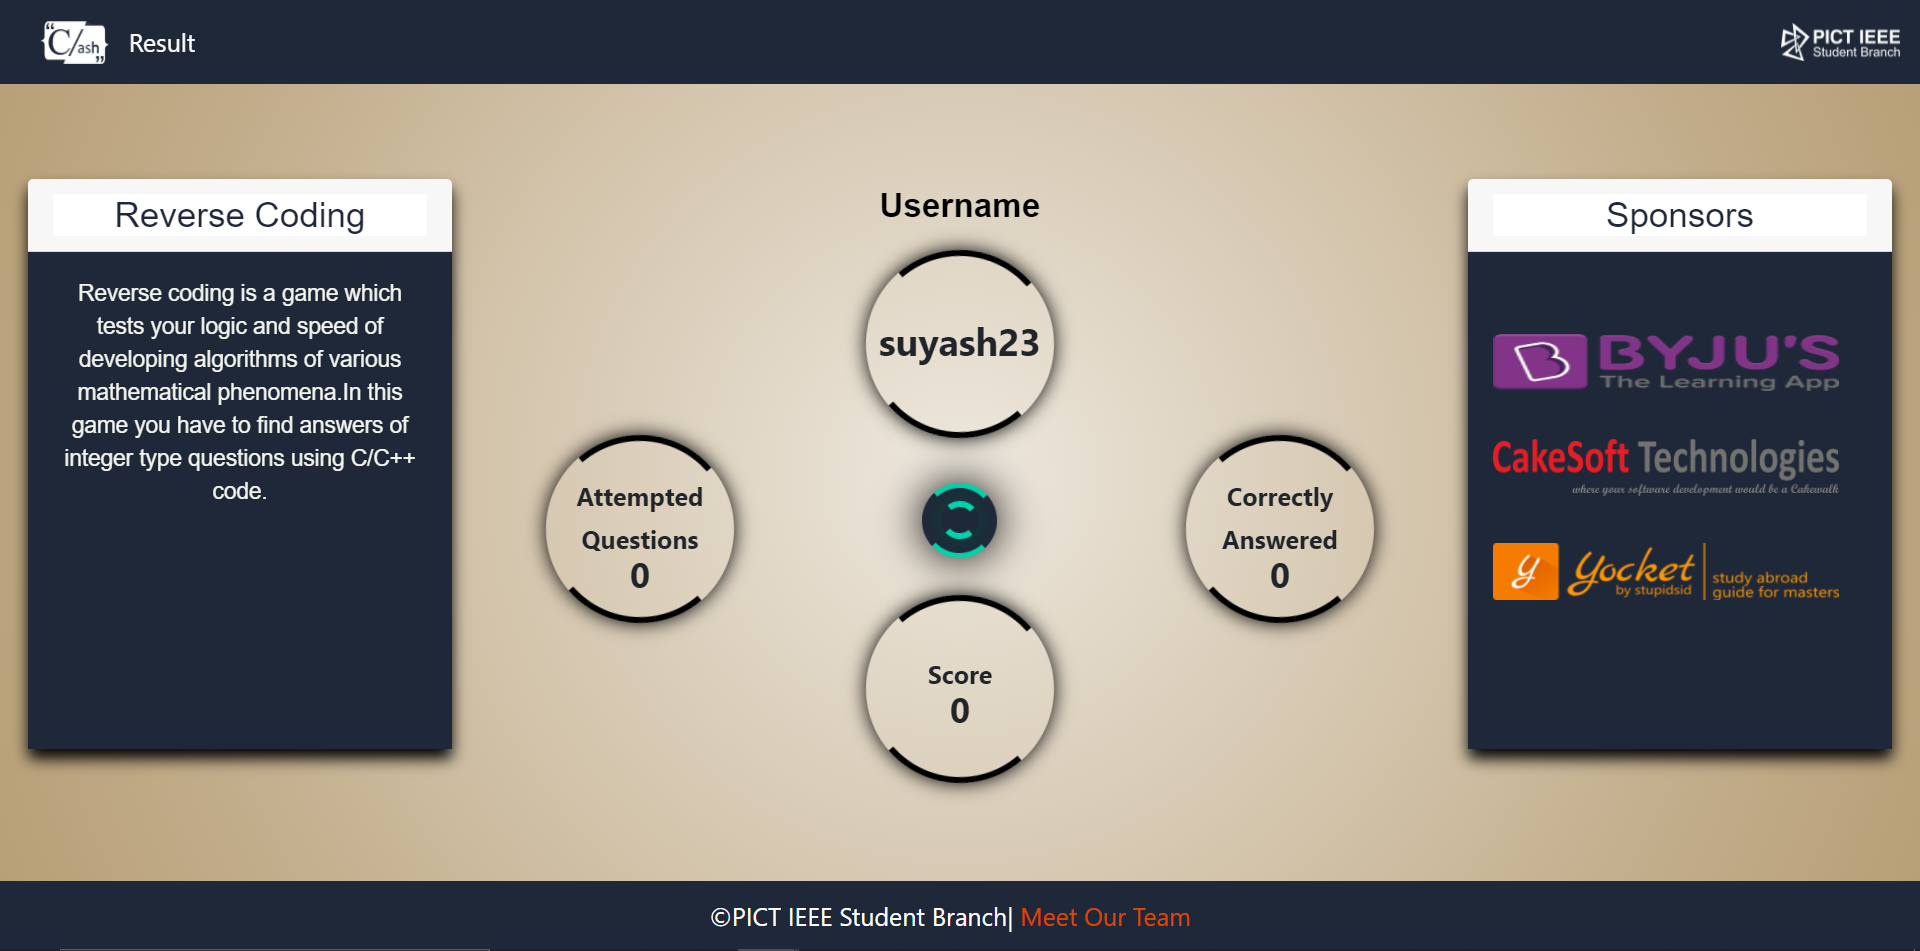 “C/ash”
Result
PICT IEEE
Student Branch
Reverse Coding
Reverse coding is a game which
tests your logic and speed of
developing algorithms of various
mathematical phenomena.In this
game you have to find answers of
integer type questions using C/C++
code.
Username
suyash23
Attempted
Questions
0
Correctly
Answered
0
Score
0
Sponsors
B
BYJU'S
The Learning App
CakeSoft Technologies
where your software development would be a Cakewalk
y
yocket
by stupidsid
study abroad
guide for masters
©PICT IEEE Student Branch| Meet Our Team